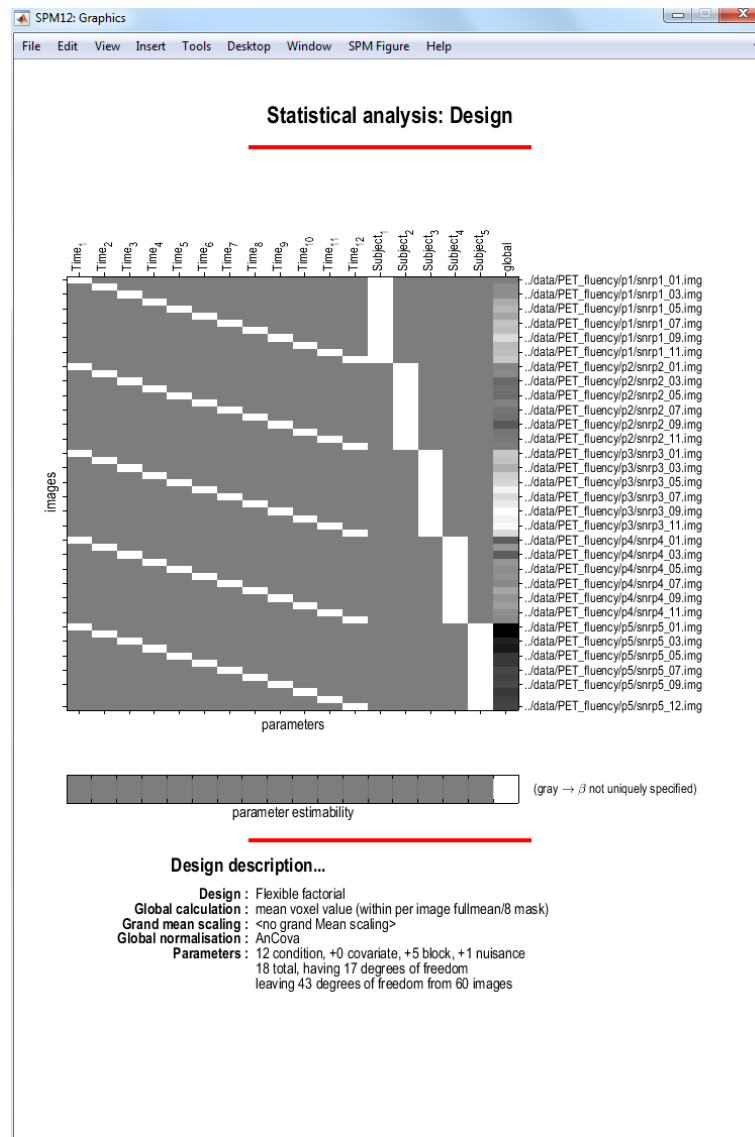 SPM12: Graphics
File Edit View Insert Tools Desktop Window SPM Figure Help
Statistical analysis: Design
Time1 Time2 Time3 Time4 Time5 Time6 Time7 Time8 Time9 Time10 Time11 Time12 Subject1 Subject2 Subject3 Subject4 Subject5 global
../data/PET_fluency/p1/snrp1_01.img
../data/PET_fluency/p1/snrp1_03.img
../data/PET_fluency/p1/snrp1_05.img
../data/PET_fluency/p1/snrp1_07.img
../data/PET_fluency/p1/snrp1_09.img
../data/PET_fluency/p1/snrp1_11.img
../data/PET_fluency/p2/snrp2_01.img
../data/PET_fluency/p2/snrp2_03.img
../data/PET_fluency/p2/snrp2_05.img
../data/PET_fluency/p2/snrp2_07.img
../data/PET_fluency/p2/snrp2_09.img
../data/PET_fluency/p2/snrp2_11.img
../data/PET_fluency/p3/snrp3_01.img
../data/PET_fluency/p3/snrp3_03.img
../data/PET_fluency/p3/snrp3_05.img
../data/PET_fluency/p3/snrp3_07.img
../data/PET_fluency/p3/snrp3_09.img
../data/PET_fluency/p3/snrp3_11.img
../data/PET_fluency/p4/snrp4_01.img
../data/PET_fluency/p4/snrp4_03.img
../data/PET_fluency/p4/snrp4_05.img
../data/PET_fluency/p4/snrp4_07.img
../data/PET_fluency/p4/snrp4_09.img
../data/PET_fluency/p4/snrp4_11.img
../data/PET_fluency/p5/snrp5_01.img
../data/PET_fluency/p5/snrp5_03.img
../data/PET_fluency/p5/snrp5_05.img
../data/PET_fluency/p5/snrp5_07.img
../data/PET_fluency/p5/snrp5_09.img
../data/PET_fluency/p5/snrp5_12.img
images
parameters
(gray → β not uniquely specified)
parameter estimability
Design description...
Design : Flexible factorial
Global calculation : mean voxel value (within per image fullmean/8 mask)
Grand mean scaling : <no grand Mean scaling>
Global normalisation : AnCova
Parameters : 12 condition, +0 covariate, +5 block, +1 nuisance
18 total, having 17 degrees of freedom
leaving 43 degrees of freedom from 60 images